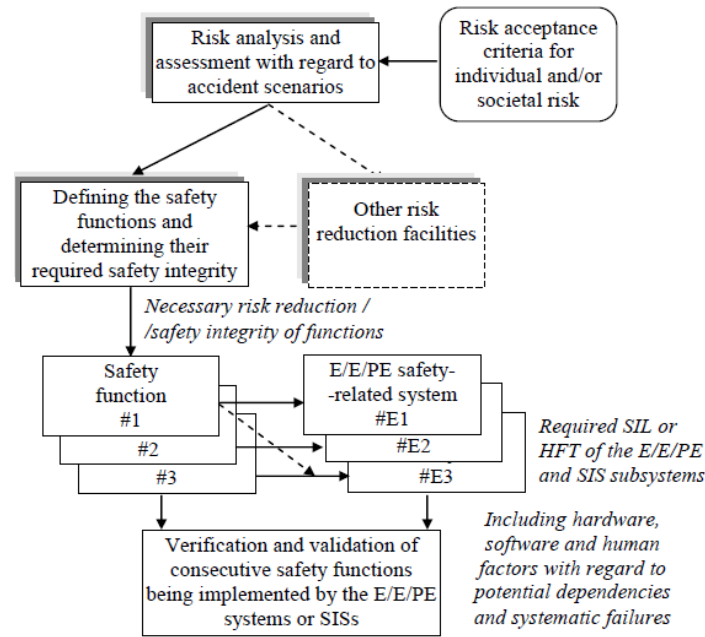 Risk analysis and
assessment with regard to
accident scenarios
Risk acceptance
criteria for
individual and/or
societal risk
Defining the safety
functions and
determining their
required safety integrity
Other risk
reduction facilities
Necessary risk reduction /
/safety integrity of functions
Safety
function
#1
#2
#3
E/E/PE safety-
-related system
#E1
#E2
#E3
Required SIL or
HFT of the E/E/PE
and SIS subsystems
Verification and validation of
consecutive safety functions
being implemented by the E/E/PE
systems or SISs
Including hardware,
software and human
factors with regard to
potential dependencies
and systematic failures